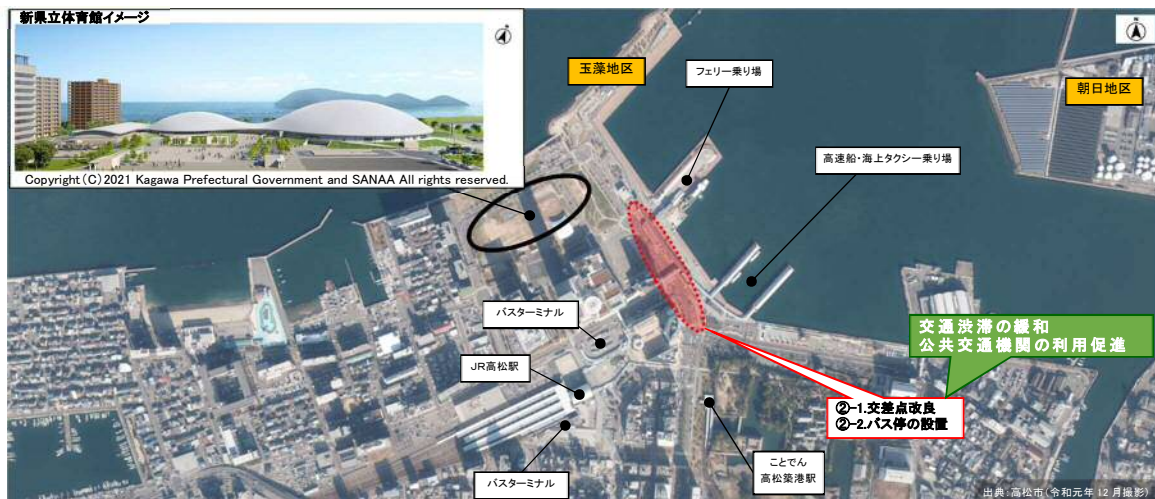 新県立体育館イメージ
Copyright(C)2021 Kagawa Prefectural Government and SANAA All rights reserved.
玉藻地区
フェリー乗り場
朝日地区
高速船・海上タクシー乗り場
バスターミナル
JR高松駅
バスターミナル
ことでん
高松築港駅
交通渋滞の緩和
公共交通機関の利用促進
②-1.交差点改良
②-2.バス停の設置
出典:高松市(令和元年12月撮影)